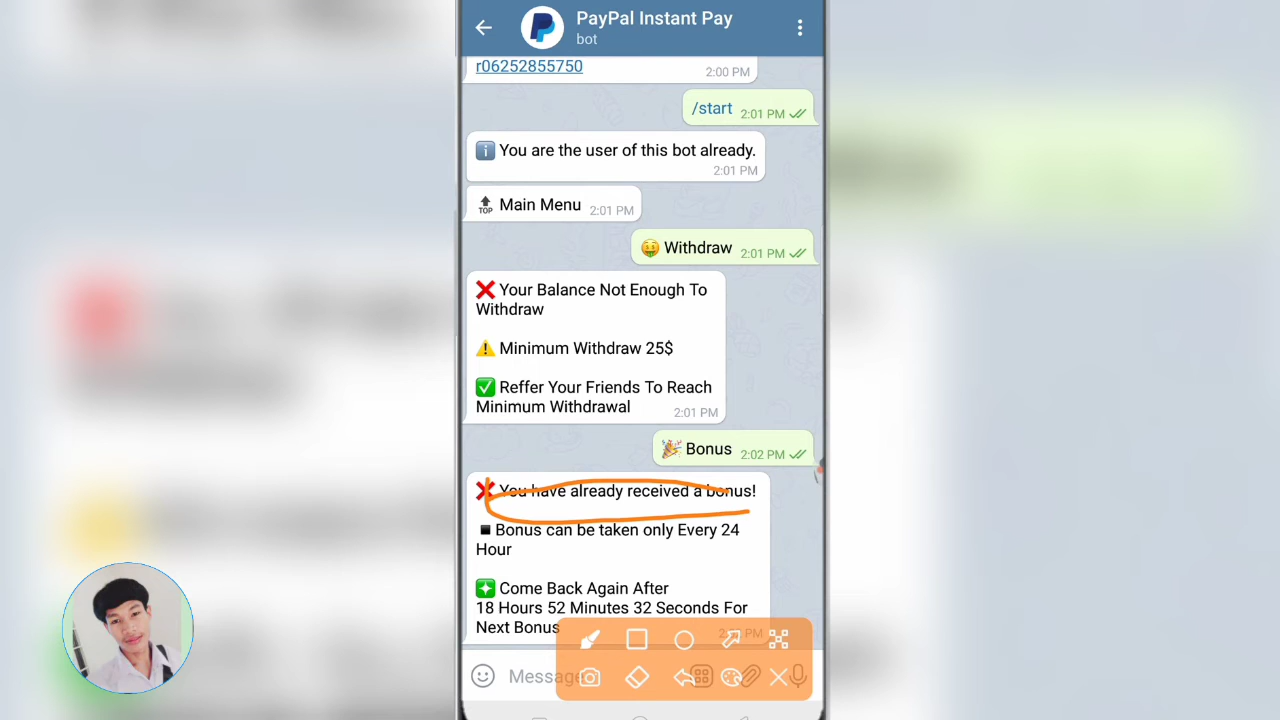 PayPal Instant Pay
bot
r06252855750
2:00 PM
/start 2:01 PM
You are the user of this bot already.
2:01 PM
TOP Main Menu 2:01 PM
Withdraw 2:01 PM
Your Balance Not Enough To
Withdraw
Minimum Withdraw 25$
Reffer Your Friends To Reach
Minimum Withdrawal 2:01 PM
Bonus 2:02 PM
You have already received a bonus!
Bonus can be taken only Every 24
Hour
Come Back Again After
18 Hours 52 Minutes 32 Seconds For
Next Bonus
Message